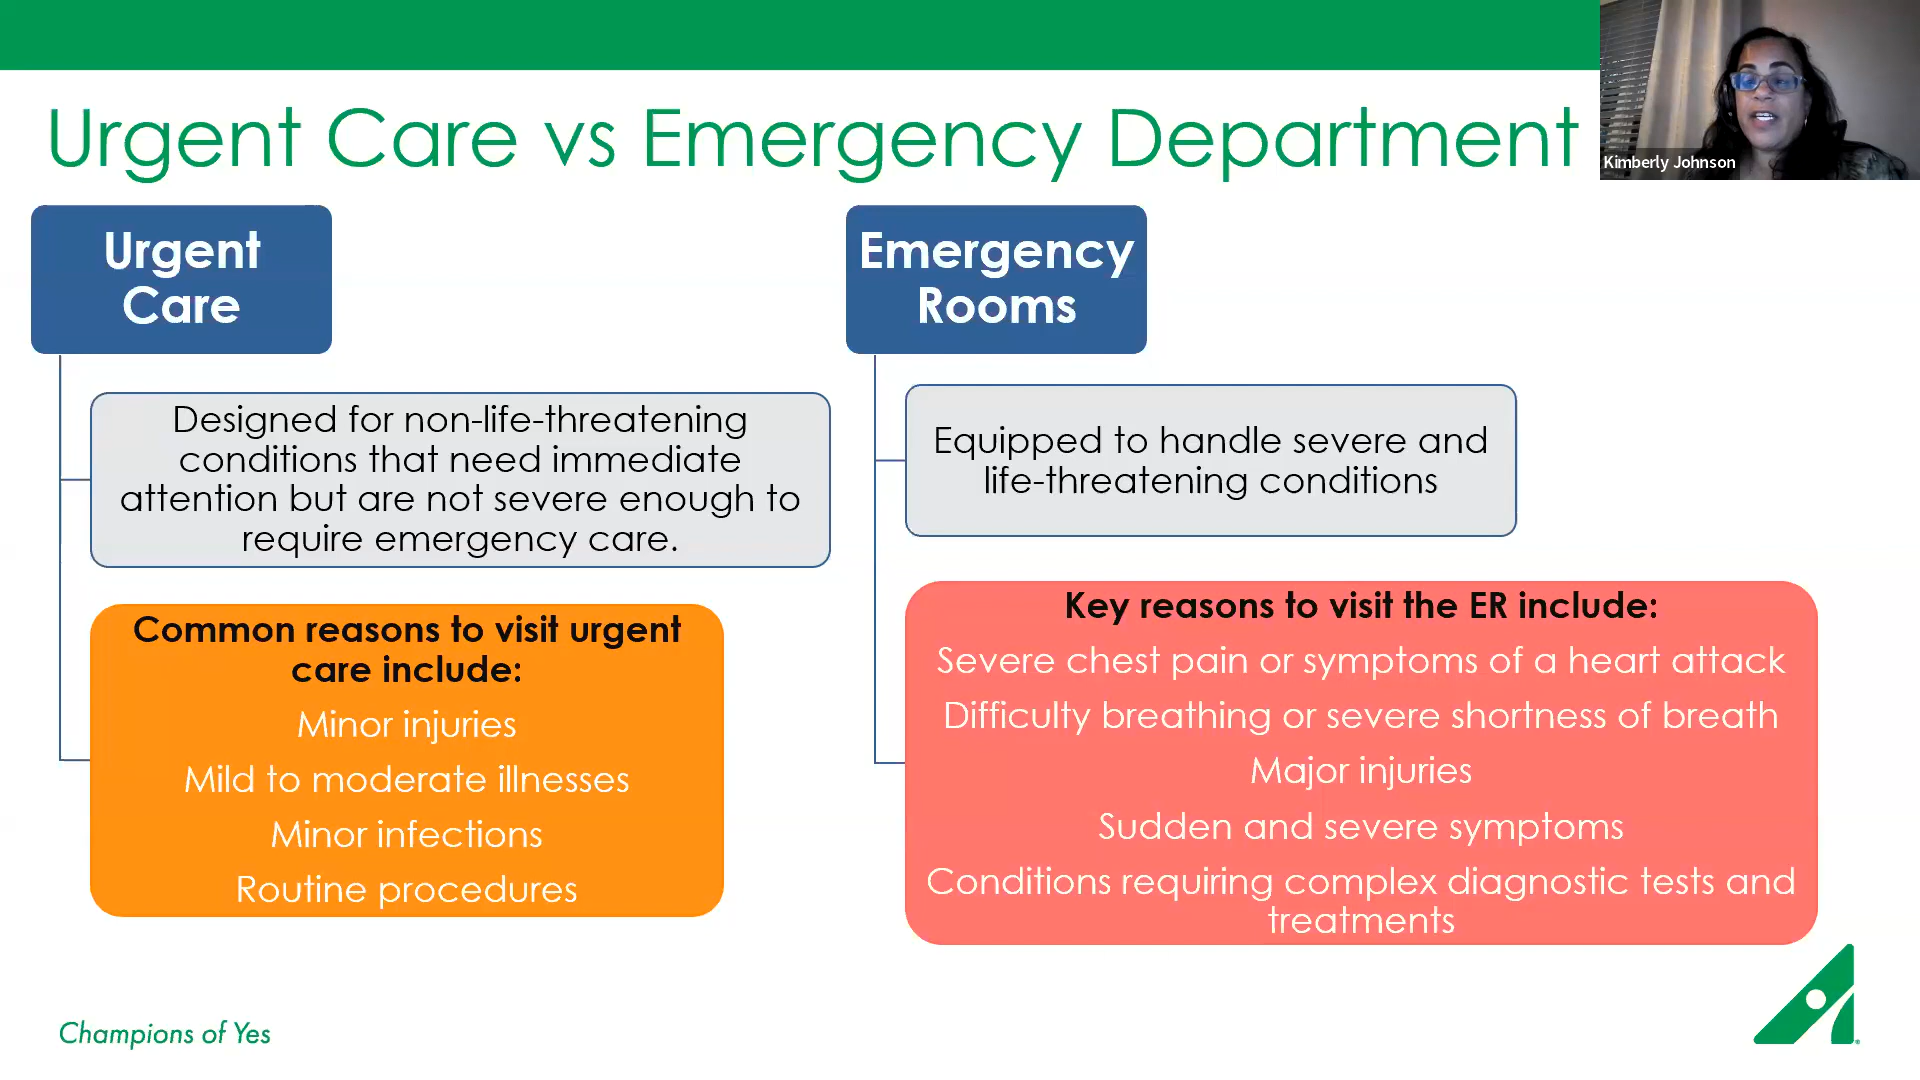 Urgent Care vs Emergency Department
Kimberly Johnson
Urgent
Care
Designed for non-life-threatening
conditions that need immediate
attention but are not severe enough to
require emergency care.
Common reasons to visit urgent
care include:
Minor injuries
Mild to moderate illnesses
Minor infections
Routine procedures
Emergency
Rooms
Equipped to handle severe and
life-threatening conditions
Key reasons to visit the ER include:
Severe chest pain or symptoms of a heart attack
Difficulty breathing or severe shortness of breath
Major injuries
Sudden and severe symptoms
Conditions requiring complex diagnostic tests and
treatments
Champions of Yes